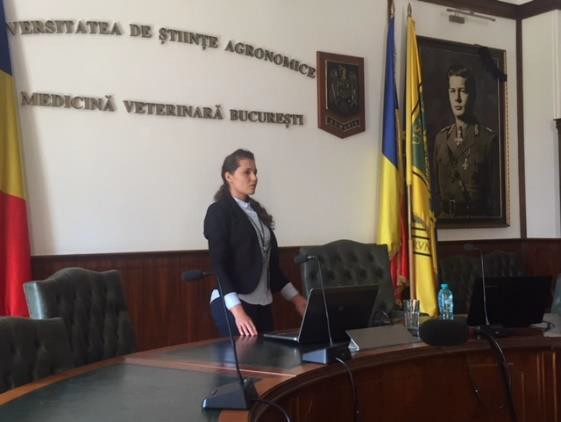 VERSITATEA DE ȘTIINȚE AGRONOMICE
MEDICINĂ VETERINARĂ BUCUREȘTI